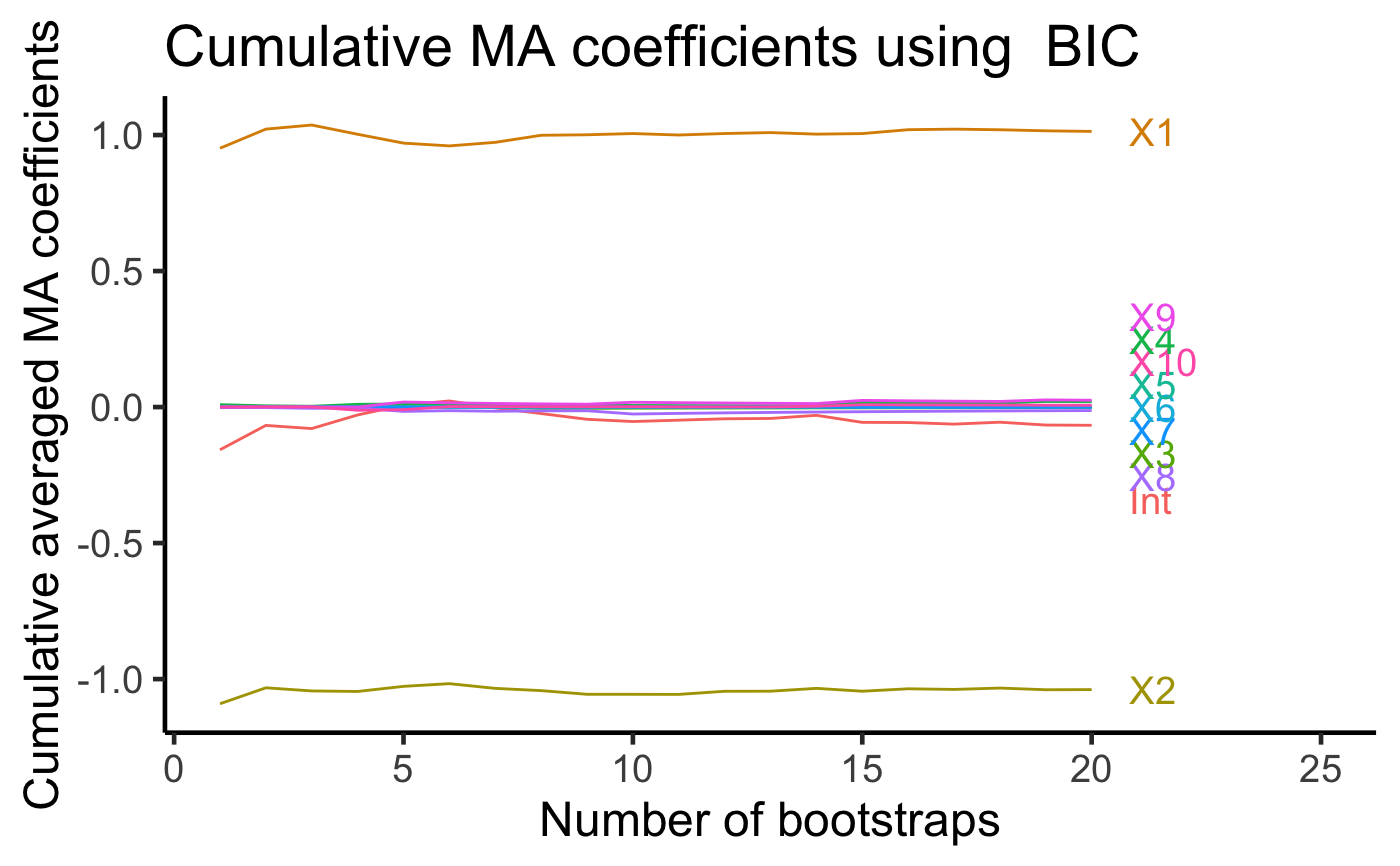 Cumulative MA coefficients using  BIC
Cumulative averaged MA coefficients
1.0
0.5
0.0
-0.5
-1.0
X1
X9
X4
X10
X5
X6
X7
X3
X8
Int
X2
0 5 10 15 20 25
Number of bootstraps